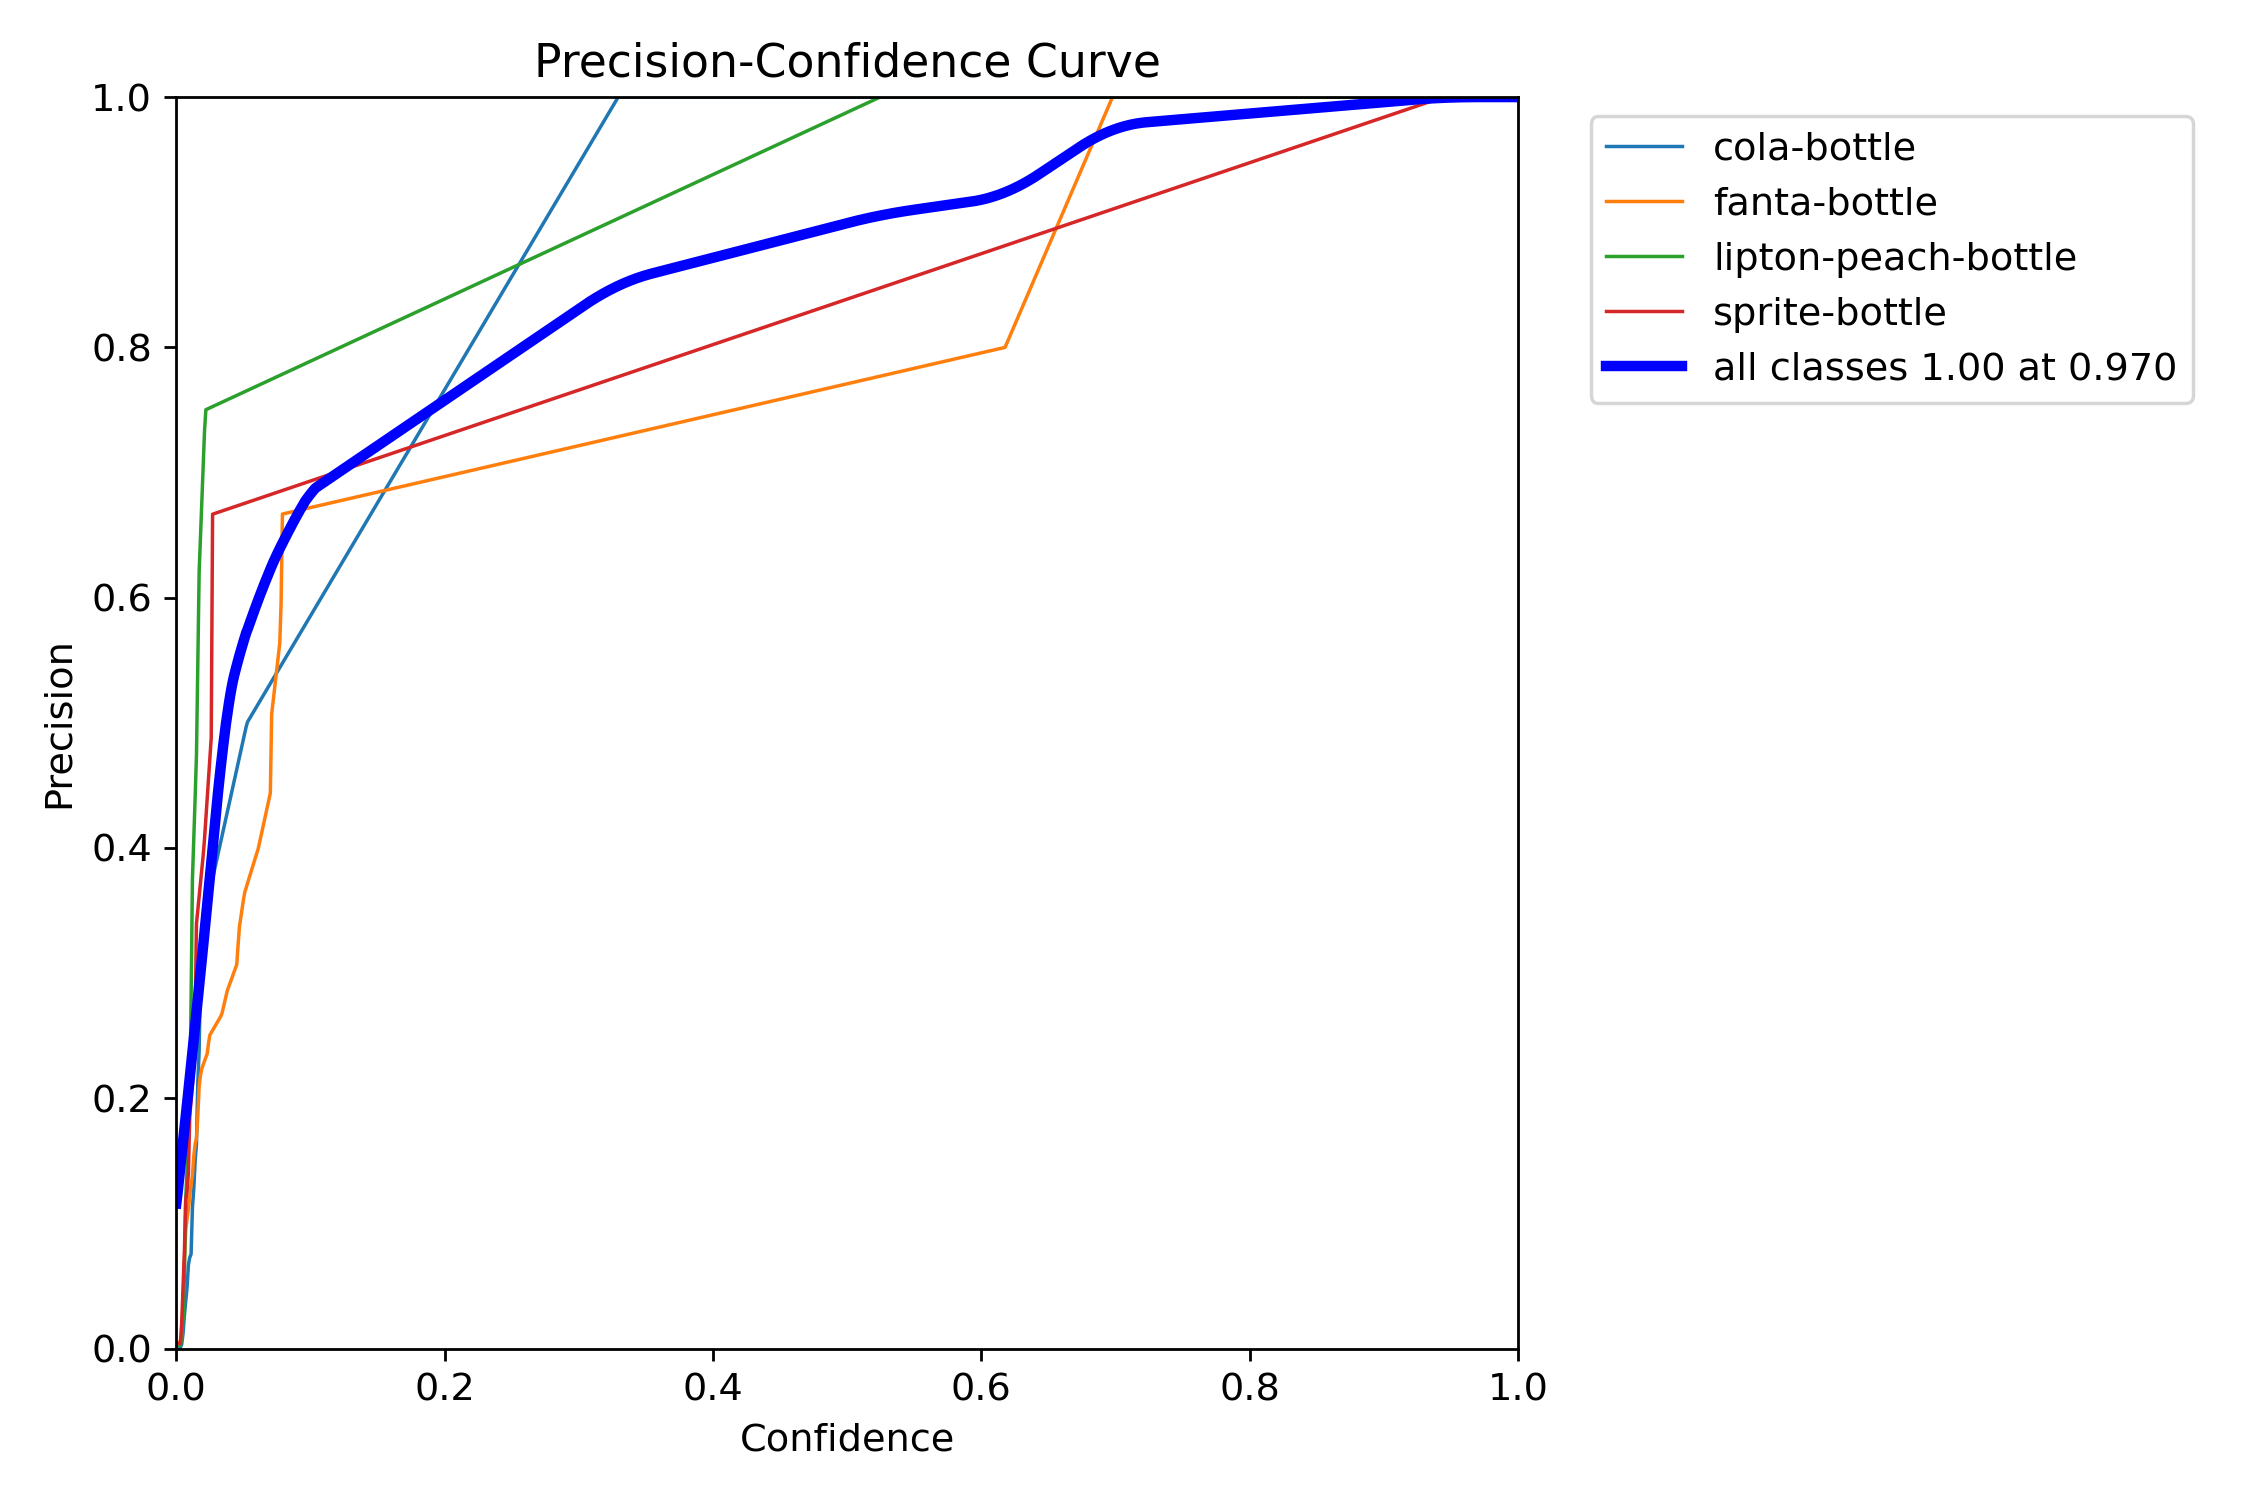 Precision-Confidence Curve
1.0
0.8
0.6
0.4
0.2
0.0
Precision
0.0 0.2 0.4 0.6 0.8 1.0
Confidence
cola-bottle
fanta-bottle
lipton-peach-bottle
sprite-bottle
all classes 1.00 at 0.970